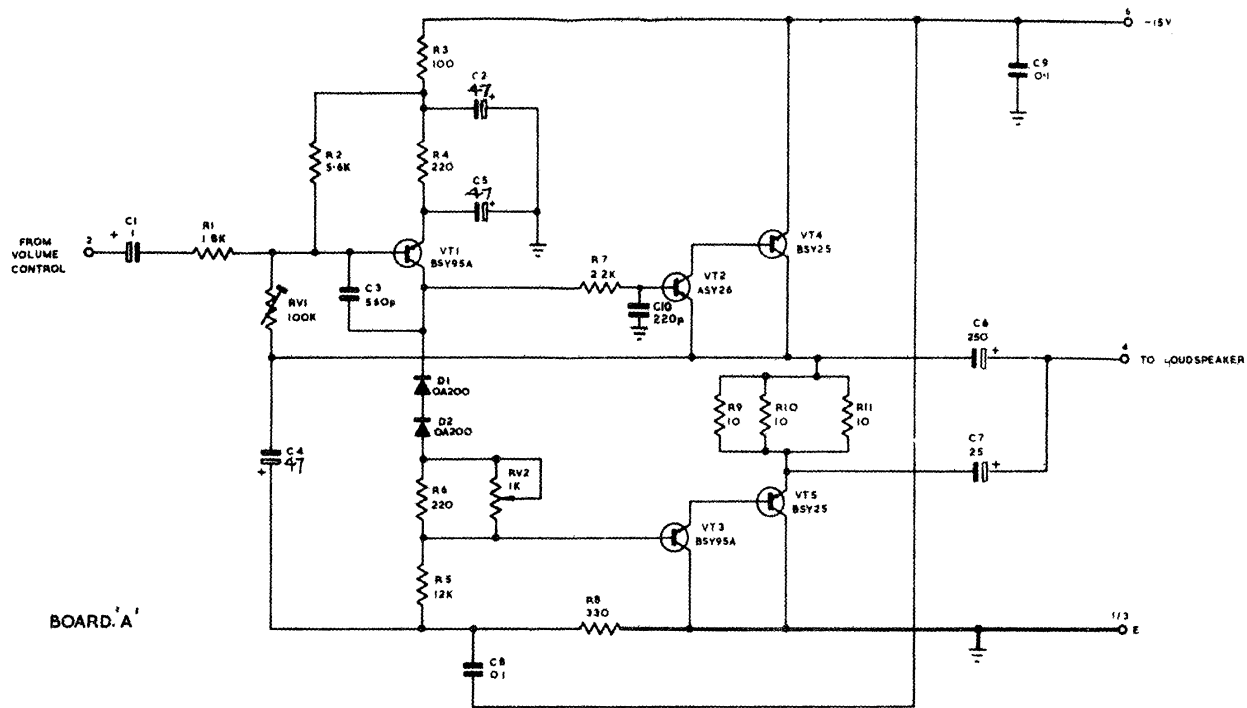 6
-15V
R3
100
C2
47
+
C9
0·1
R2
5·6K
R4
220
C5
47
+
C1
1
+
R1
1·8K
2
FROM
VOLUME
CONTROL
VT1
BSY95A
VT4
BSY25
R7
2·2K
VT2
ASY26
C3
560p
RV1
100K
C10
220p
C6
250
+
4
TO LOUDSPEAKER
D1
OA200
R9
10
R10
10
R11
10
D2
OA200
C7
25
+
C4
47
+
RV2
1K
R6
220
VT5
BSY25
VT3
BSY95A
R5
12K
R8
330
BOARD.'A'
1/3
E
C8
0·1